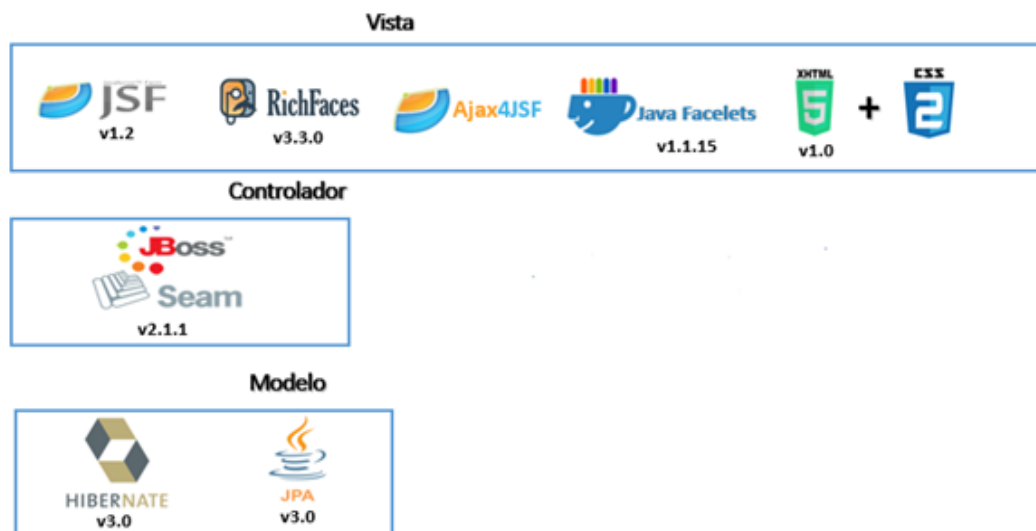 Vista
JSF
v1.2
RichFaces
v3.3.0
Ajax4JSF
Java Facelets
v1.1.15
XHTML
5
v1.0
+
CSS
2
Controlador
JBoss
Seam
v2.1.1
Modelo
HIBERNATE
v3.0
JPA
v3.0